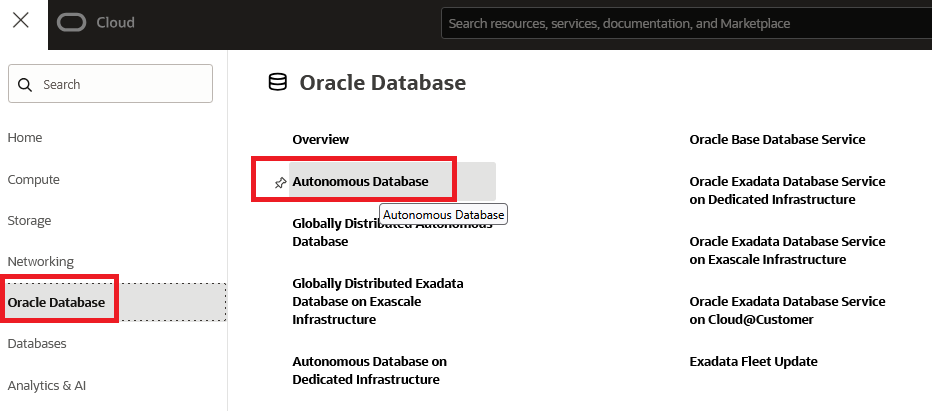 Cloud
Search resources, services, documentation, and Marketplace
Search
Home
Compute
Storage
Networking
Oracle Database
Databases
Analytics & AI
Oracle Database
Overview
Autonomous Database
Autonomous Database
Globally Distributed Autonomous
Database
Globally Distributed Exadata
Database on Exascale
Infrastructure
Autonomous Database on
Dedicated Infrastructure
Oracle Base Database Service
Oracle Exadata Database Service
on Dedicated Infrastructure
Oracle Exadata Database Service
on Exascale Infrastructure
Oracle Exadata Database Service
on Cloud@Customer
Exadata Fleet Update